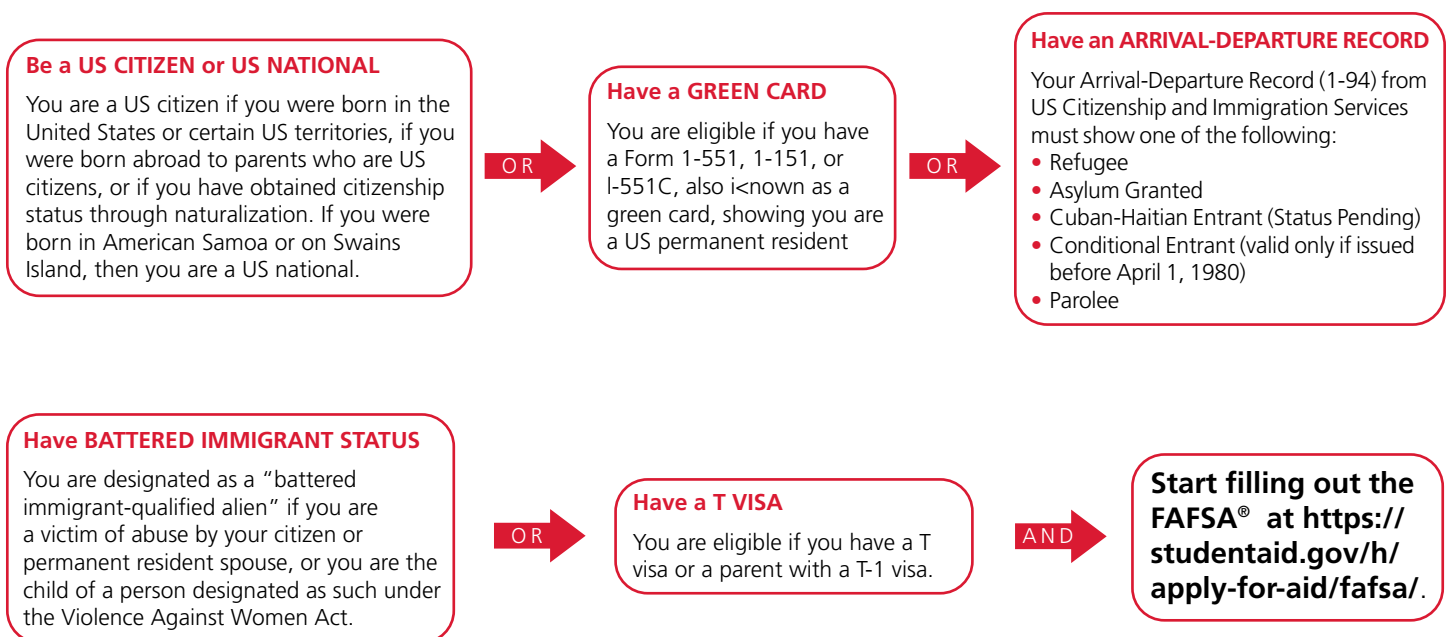 Be a US CITIZEN or US NATIONAL
You are a US citizen if you were born in the
United States or certain US territories, if you
were born abroad to parents who are US
citizens, or if you have obtained citizenship
status through naturalization. If you were
born in American Samoa or on Swains
Island, then you are a US national.
OR
Have a GREEN CARD
You are eligible if you have
a Form 1-551, 1-151, or
l-551C, also i<nown as a
green card, showing you are
a US permanent resident
OR
Have an ARRIVAL-DEPARTURE RECORD
Your Arrival-Departure Record (1-94) from
US Citizenship and Immigration Services
must show one of the following:
• Refugee
• Asylum Granted
• Cuban-Haitian Entrant (Status Pending)
• Conditional Entrant (valid only if issued
before April 1, 1980)
• Parolee
Have BATTERED IMMIGRANT STATUS
You are designated as a “battered
immigrant-qualified alien” if you are
a victim of abuse by your citizen or
permanent resident spouse, or you are the
child of a person designated as such under
the Violence Against Women Act.
OR
Have a T VISA
You are eligible if you have a T
visa or a parent with a T-1 visa.
AND
Start filling out the
FAFSA® at https://
studentaid.gov/h/
apply-for-aid/fafsa/.